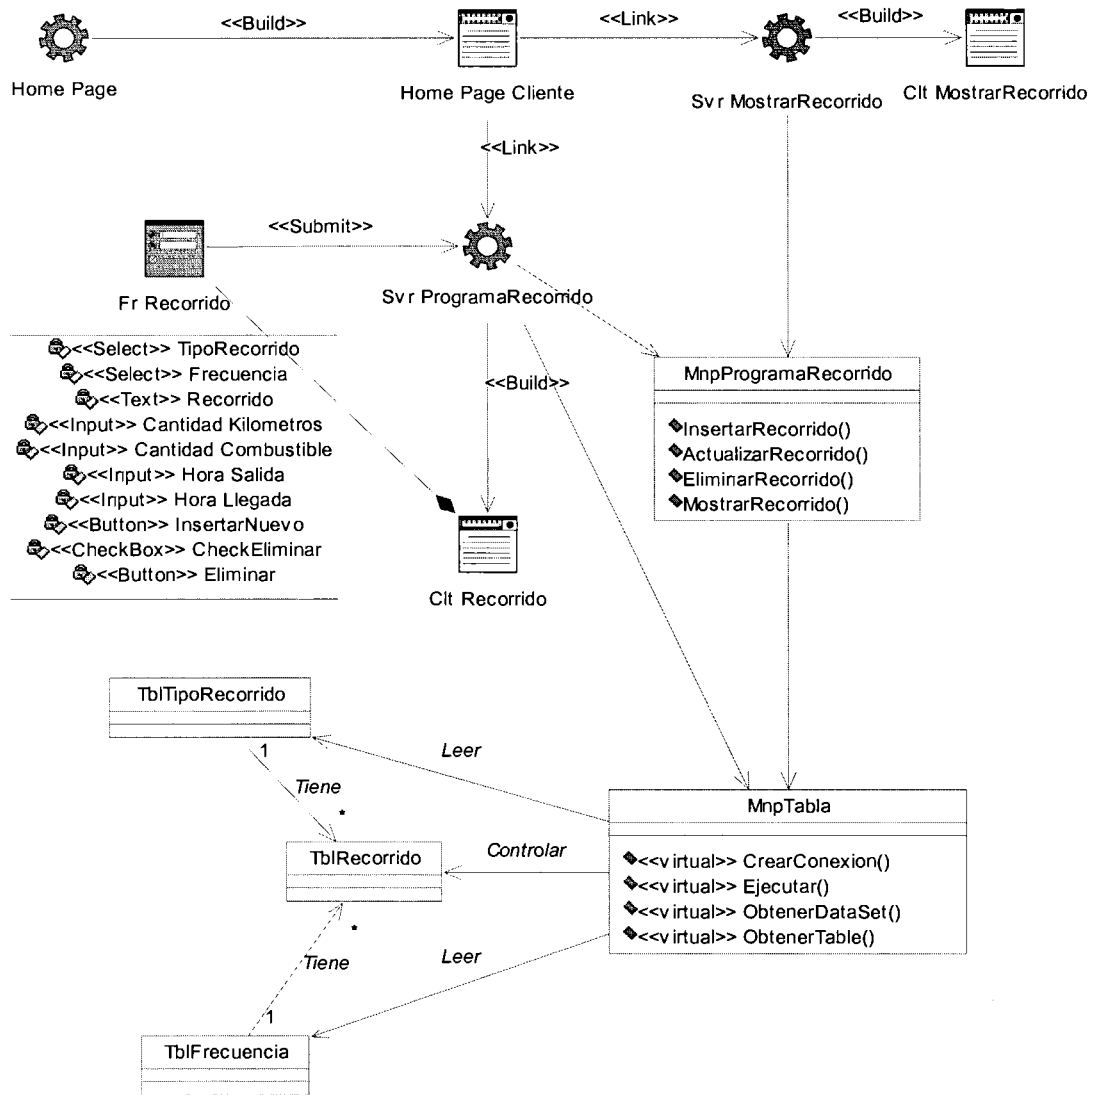 <<Build>>
<<Link>>
<<Build>>
Home Page
Home Page Cliente
Svr MostrarRecorrido
Clt MostrarRecorrido
<<Link>>
<<Submit>>
Fr Recorrido
Svr ProgramaRecorrido
<<Select>> TipoRecorrido
<<Select>> Frecuencia
<<Text>> Recorrido
<<Input>> Cantidad Kilometros
<<Input>> Cantidad Combustible
<<Input>> Hora Salida
<<Input>> Hora Llegada
<<Button>> InsertarNuevo
<<CheckBox>> CheckEliminar
<<Button>> Eliminar
<<Build>>
MnpProgramaRecorrido
InsertarRecorrido()
ActualizarRecorrido()
EliminarRecorrido()
MostrarRecorrido()
Clt Recorrido
TblTipoRecorrido
1
Tiene
*
Leer
TblRecorrido
Controlar
MnpTabla
<<virtual>> CrearConexion()
<<virtual>> Ejecutar()
<<virtual>> ObtenerDataSet()
<<virtual>> ObtenerTable()
*
Tiene
1
Leer
TblFrecuencia